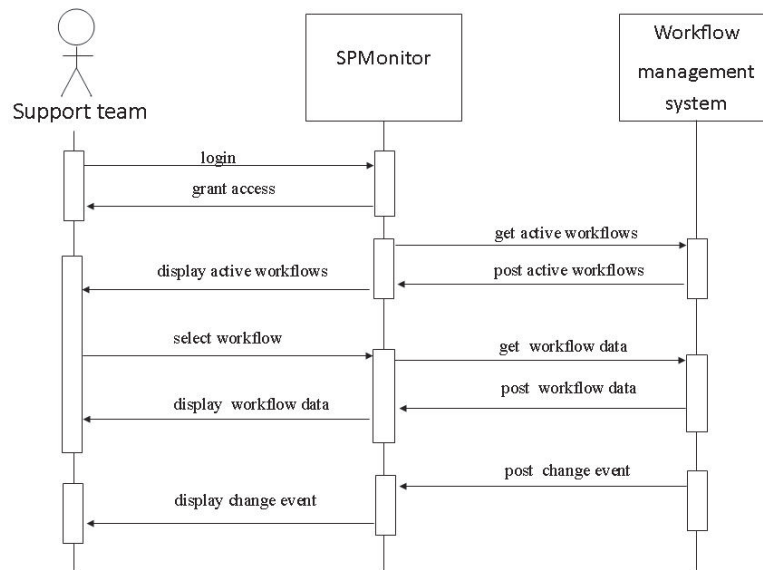 SPMonitor
Workflow
management
system
Support team
login
grant access
get active workflows
display active workflows
post active workflows
select workflow
get workflow data
post workflow data
display workflow data
post change event
display change event